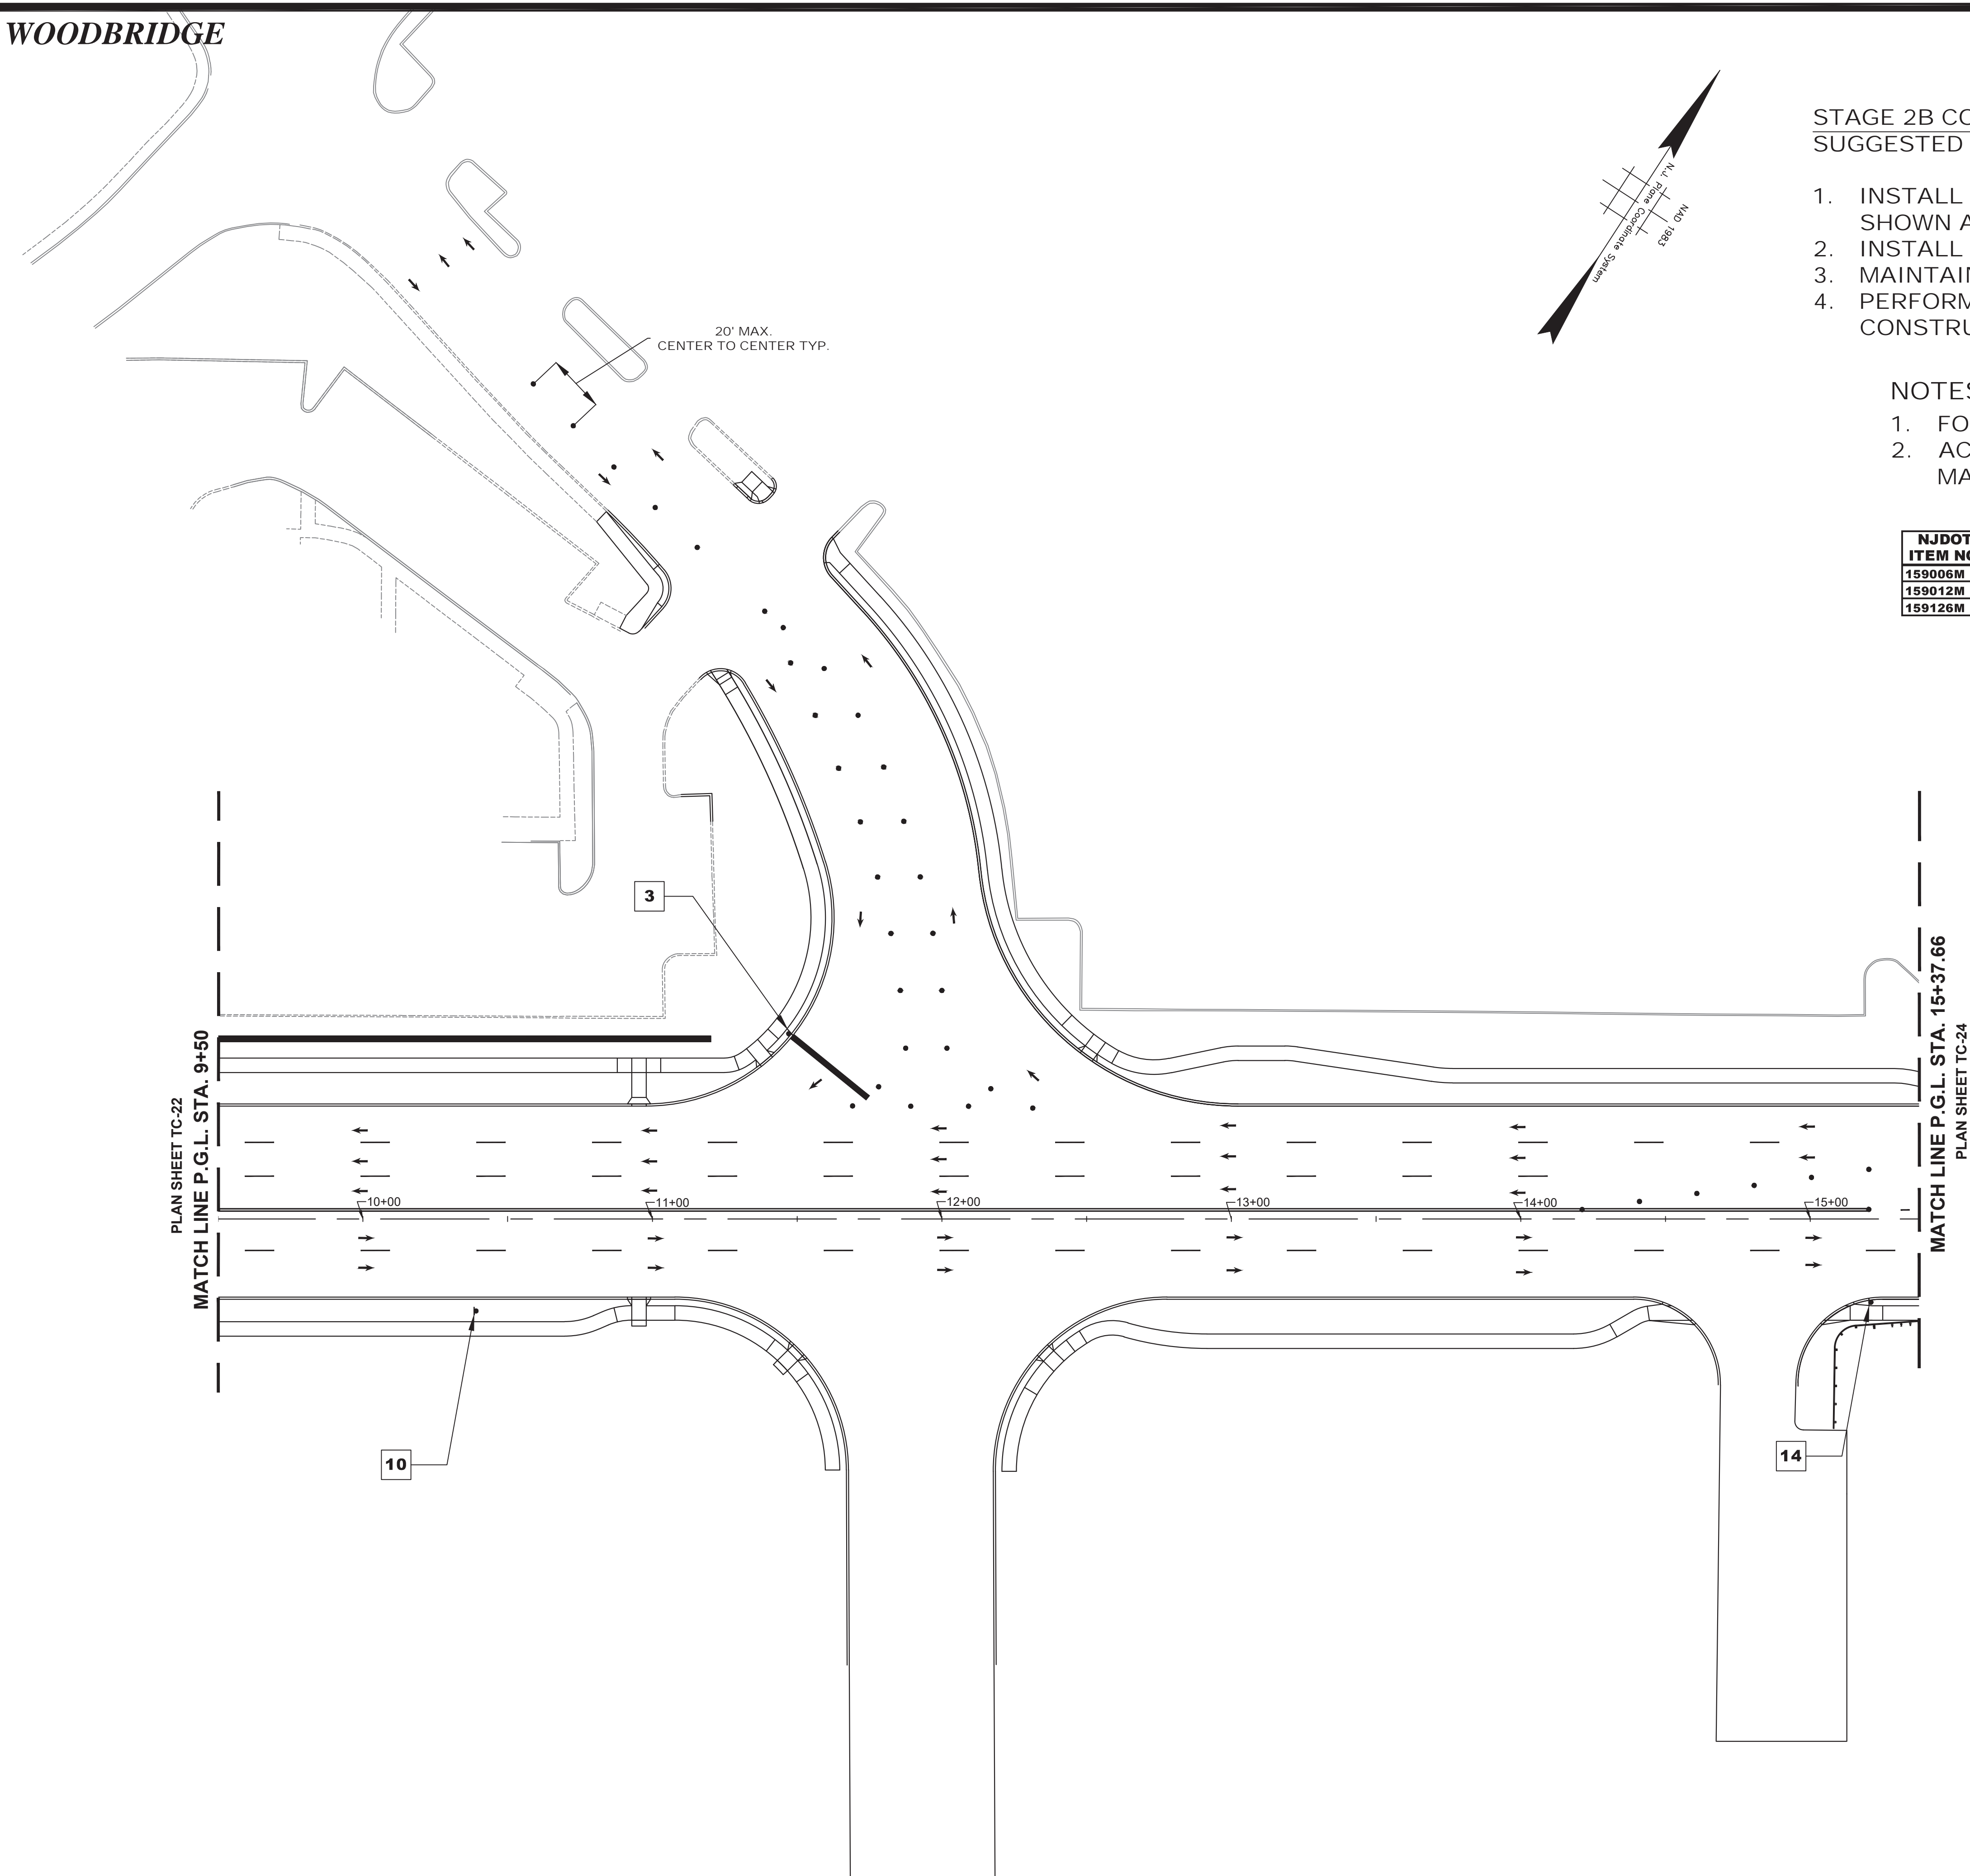 WOODBRIDGE
STAGE 2B CO
SUGGESTED
1. INSTALL
SHOWN A
2. INSTALL
3. MAINTAIN
4. PERFORM
CONSTRU
N.J. Plane Coordinate System
NAD 1983
20' MAX.
CENTER TO CENTER TYP.
NOTES
1. FO
2. AC
MA
NJDOT
ITEM NO
159006M
159012M
159126M
3
PLAN SHEET TC-22
MATCH LINE P.G.L. STA. 9+50
MATCH LINE P.G.L. STA. 15+37.66
PLAN SHEET TC-24
10+00
11+00
12+00
13+00
14+00
15+00
10
14